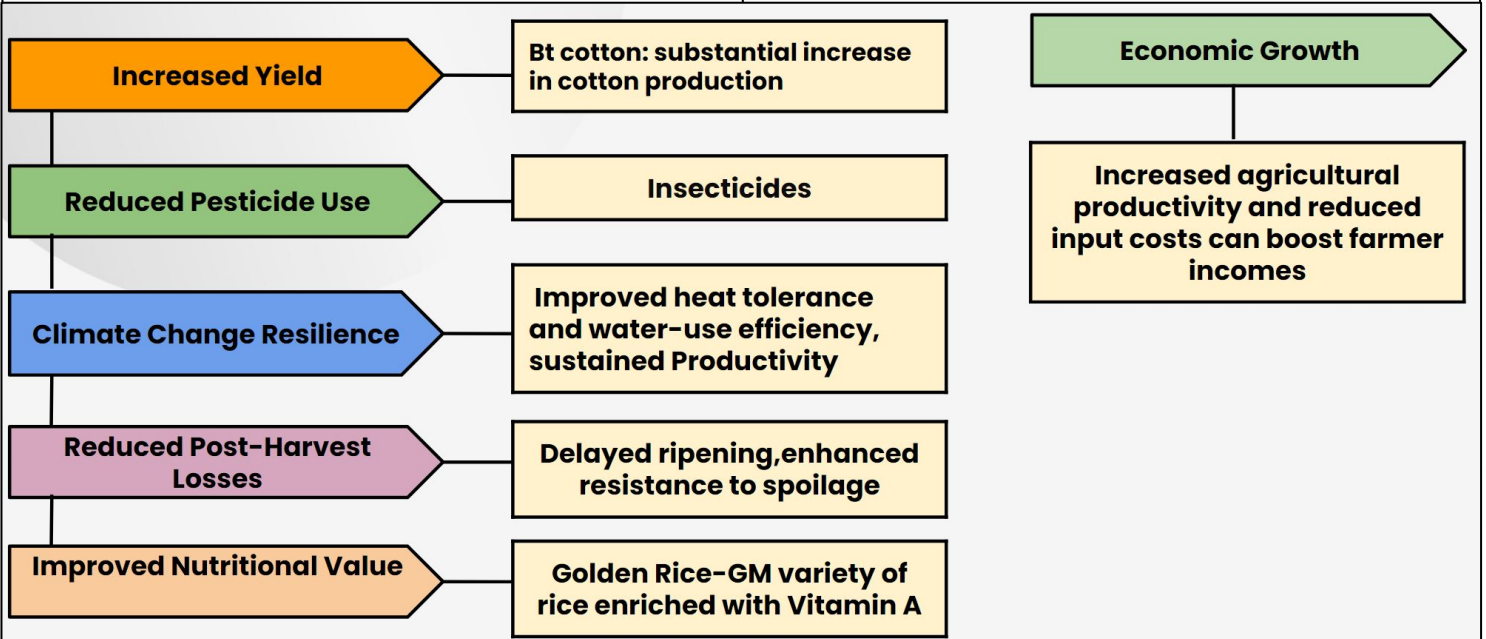 Increased Yield
Bt cotton: substantial increase
in cotton production
Reduced Pesticide Use
Insecticides
Climate Change Resilience
Improved heat tolerance
and water-use efficiency,
sustained Productivity
Reduced Post-Harvest
Losses
Delayed ripening,enhanced
resistance to spoilage
Improved Nutritional Value
Golden Rice-GM variety of
rice enriched with Vitamin A
Economic Growth
Increased agricultural
productivity and reduced
input costs can boost farmer
incomes